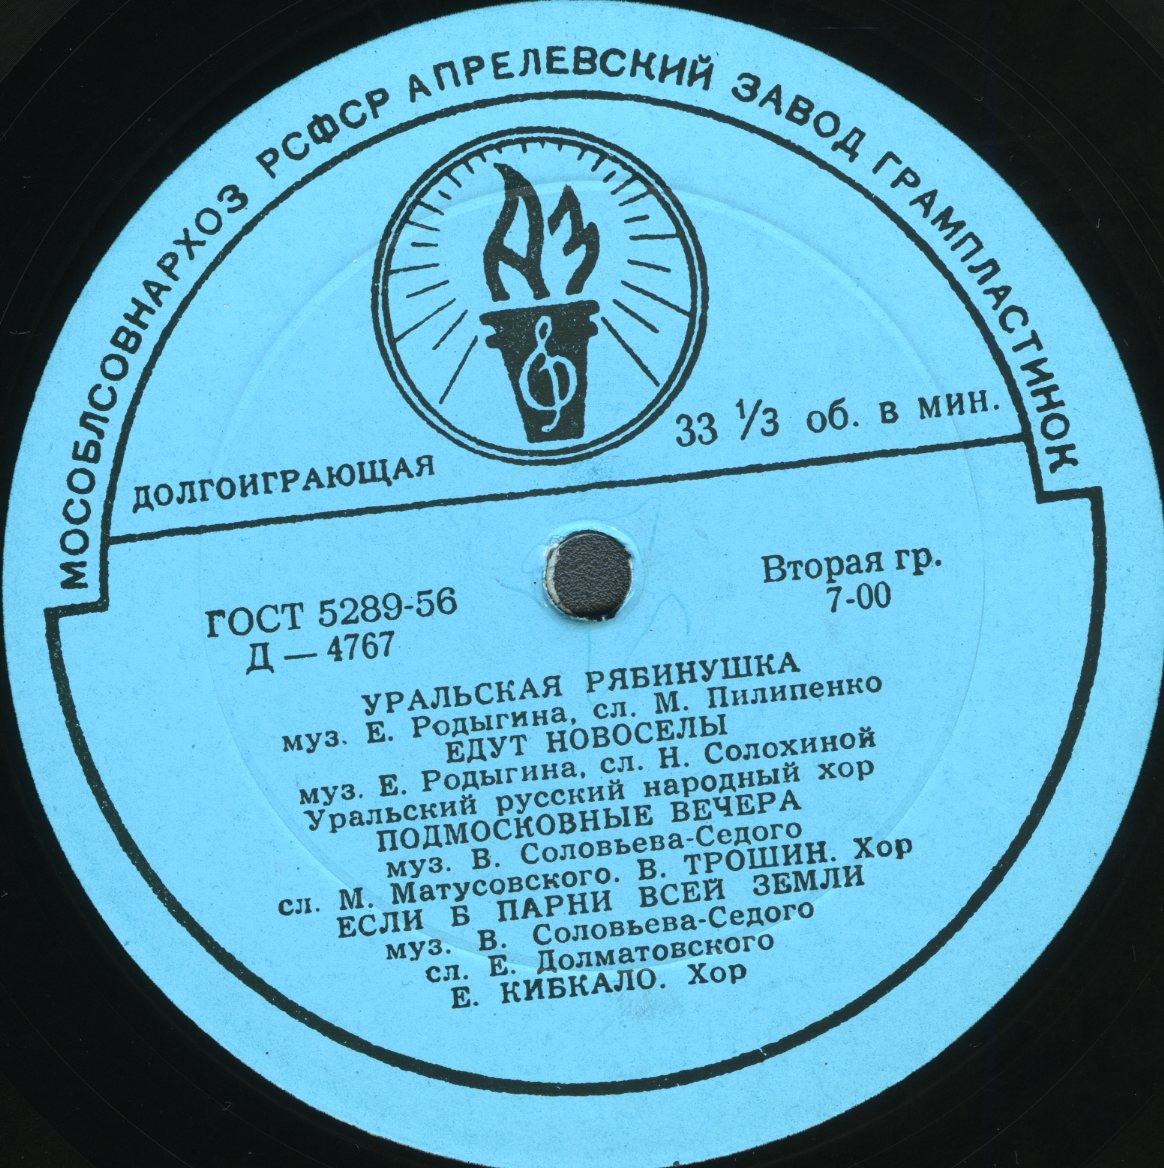 МОСОБЛСОВНАРХОЗ РСФСР АПРЕЛЕВСКИЙ ЗАВОД ГРАМПЛАСТИНОК
АЗ
ДОЛГОИГРАЮЩАЯ
33 1/3 об. в мин.
ГОСТ 5289-56
Д — 4767
Вторая гр.
7-00
УРАЛЬСКАЯ РЯБИНУШКА
муз. Е. Родыгина, сл. М. Пилипенко
ЕДУТ НОВОСЕЛЫ
муз. Е. Родыгина, сл. Н. Солохиной
Уральский русский народный хор
ПОДМОСКОВНЫЕ ВЕЧЕРА
муз. В. Соловьева-Седого
сл. М. Матусовского. В. ТРОШИН. Хор
ЕСЛИ Б ПАРНИ ВСЕЙ ЗЕМЛИ
муз. В. Соловьева-Седого
сл. Е. Долматовского
Е. КИБКАЛО. Хор